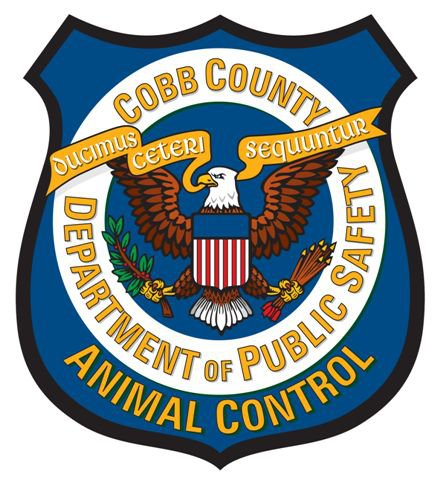 COBB COUNTY
DUCIMUS CETERI SEQUUNTUR
DEPARTMENT OF PUBLIC SAFETY
ANIMAL CONTROL